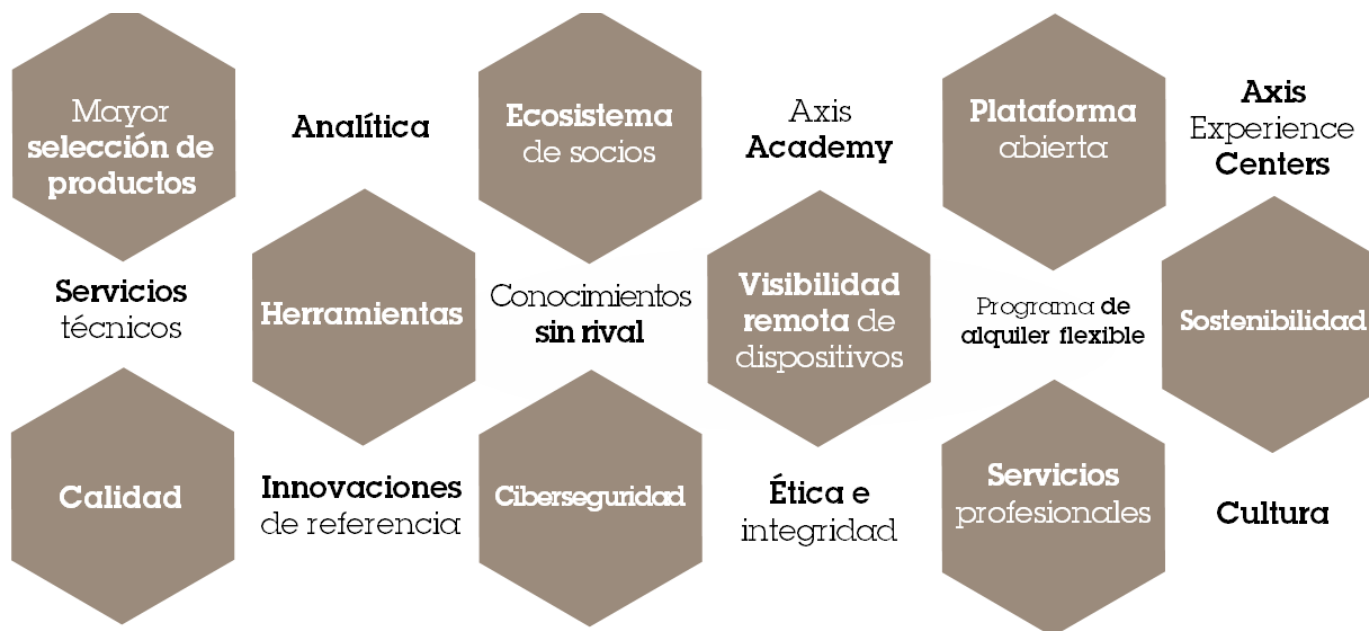 Mayor
selección de
productos
Analítica
Ecosistema
de socios
Axis
Academy
Plataforma
abierta
Axis
Experience
Centers
Servicios
técnicos
Herramientas
Conocimientos
sin rival
Visibilidad
remota de
dispositivos
Programa de
alquiler flexible
Sostenibilidad
Calidad
Innovaciones
de referencia
Ciberseguridad
Ética e
integridad
Servicios
profesionales
Cultura